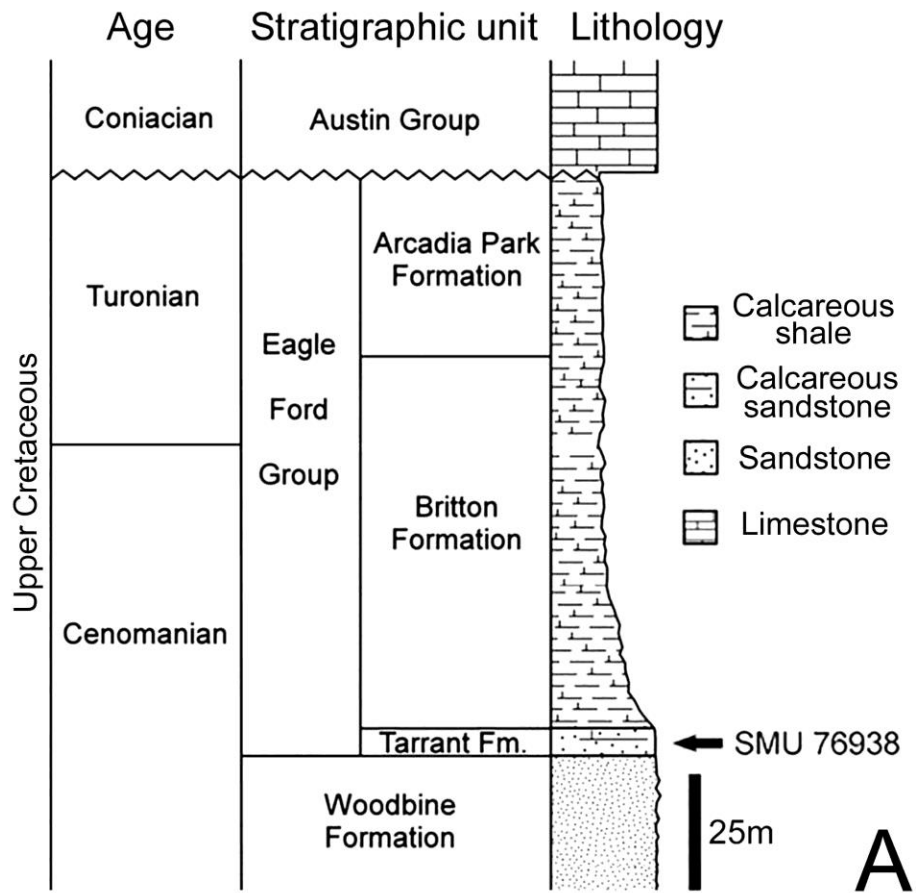 Age Stratigraphic unit Lithology
Upper Cretaceous
Coniacian
Turonian
Cenomanian
Austin Group
Eagle
Ford
Group
Arcadia Park
Formation
Britton
Formation
Tarrant Fm.
Woodbine
Formation
Calcareous
shale
Calcareous
sandstone
Sandstone
Limestone
SMU 76938
25m
A